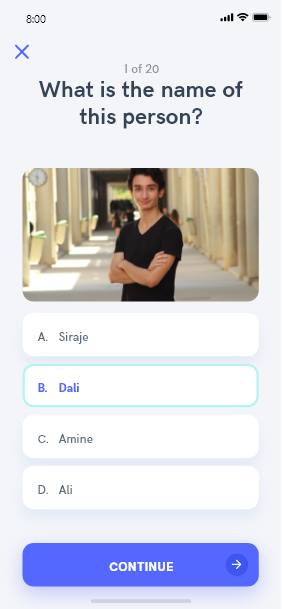 8:00
1 of 20
What is the name of
this person?
A. Siraje
B. Dali
C. Amine
D. Ali
CONTINUE